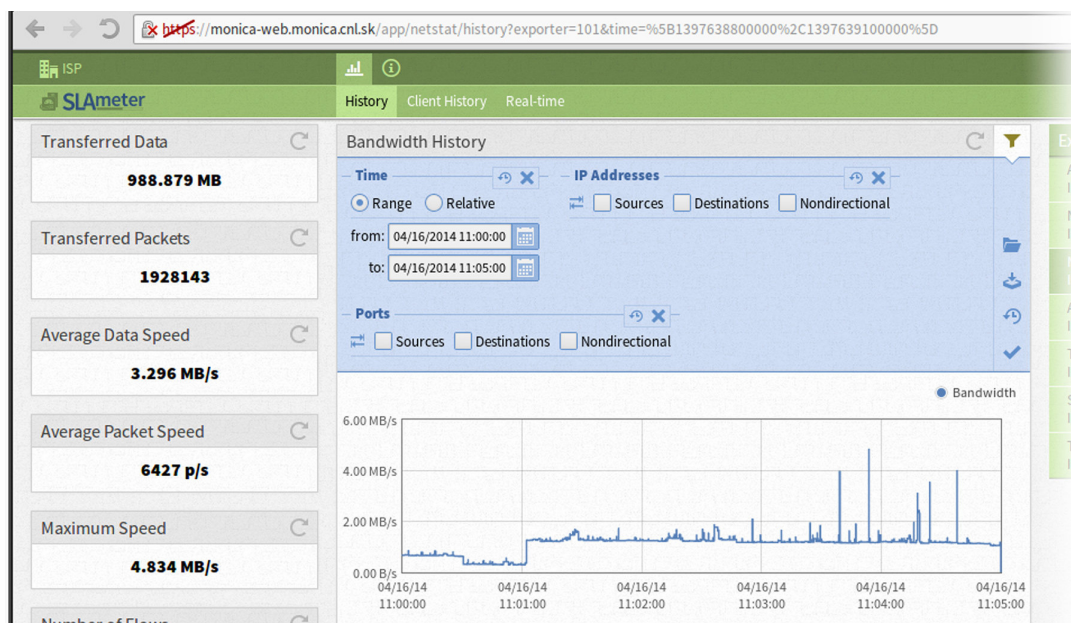 https://monica-web.monica.cnl.sk/app/netstat/history?exporter=101&time=%5B1397638800000%2C1397639100000%5D
ISP
SLAmeter
History Client History Real-time
Transferred Data
988.879 MB
Transferred Packets
1928143
Average Data Speed
3.296 MB/s
Average Packet Speed
6427 p/s
Maximum Speed
4.834 MB/s
Number of Flows
Bandwidth History
Time
Range Relative
from: 04/16/2014 11:00:00
to: 04/16/2014 11:05:00
IP Addresses
Sources Destinations Nondirectional
Ports
Sources Destinations Nondirectional
Bandwidth
6.00 MB/s
4.00 MB/s
2.00 MB/s
0.00 B/s
04/16/14 04/16/14 04/16/14 04/16/14 04/16/14 04/16/14
11:00:00 11:01:00 11:02:00 11:03:00 11:04:00 11:05:00